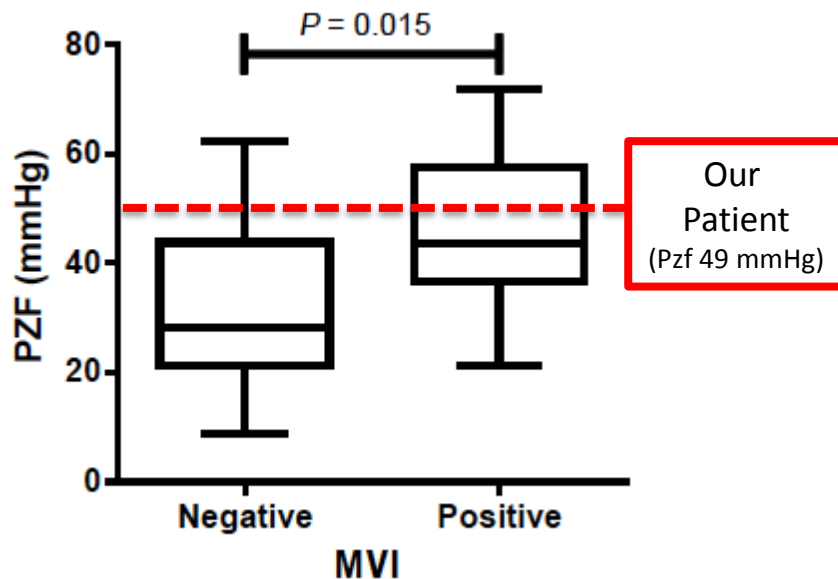 P = 0.015
80
60
40
20
0
PZF (mmHg)
Negative
Positive
MVI
Our
Patient
(Pzf 49 mmHg)